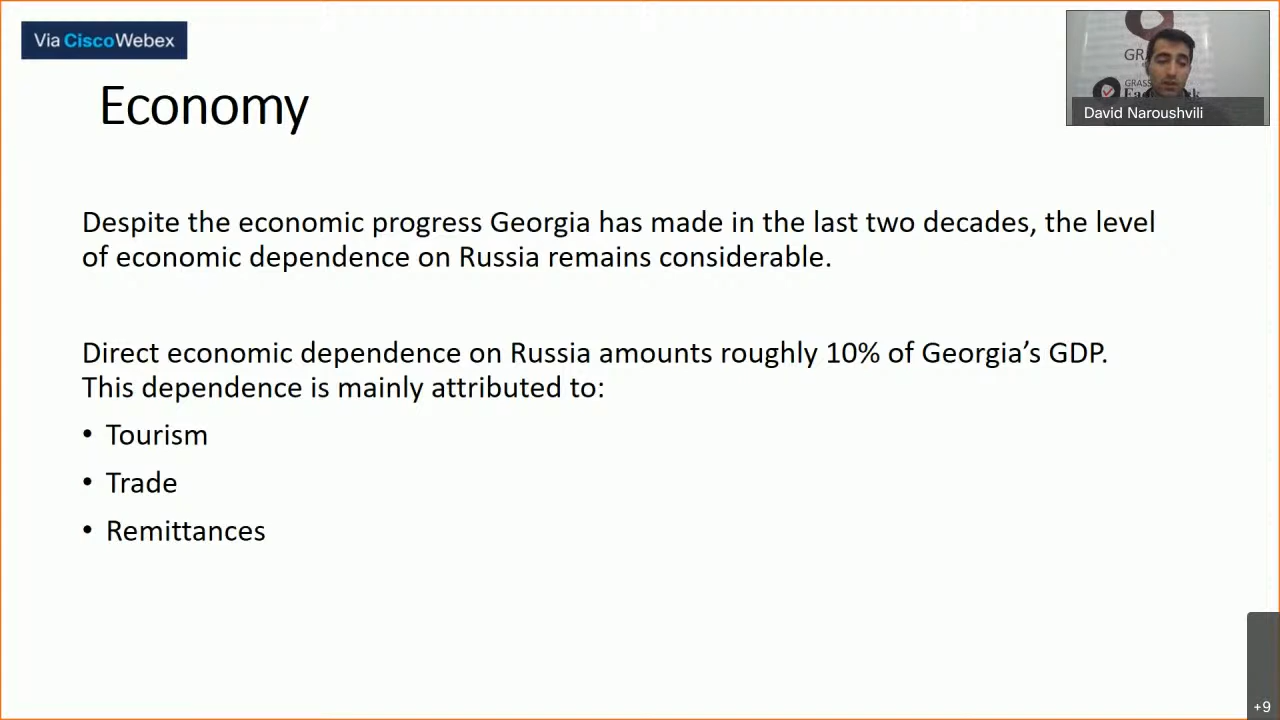 Via Cisco Webex
Economy
David Naroushvili
Despite the economic progress Georgia has made in the last two decades, the level
of economic dependence on Russia remains considerable.
Direct economic dependence on Russia amounts roughly 10% of Georgia’s GDP.
This dependence is mainly attributed to:
• Tourism
• Trade
• Remittances
+9